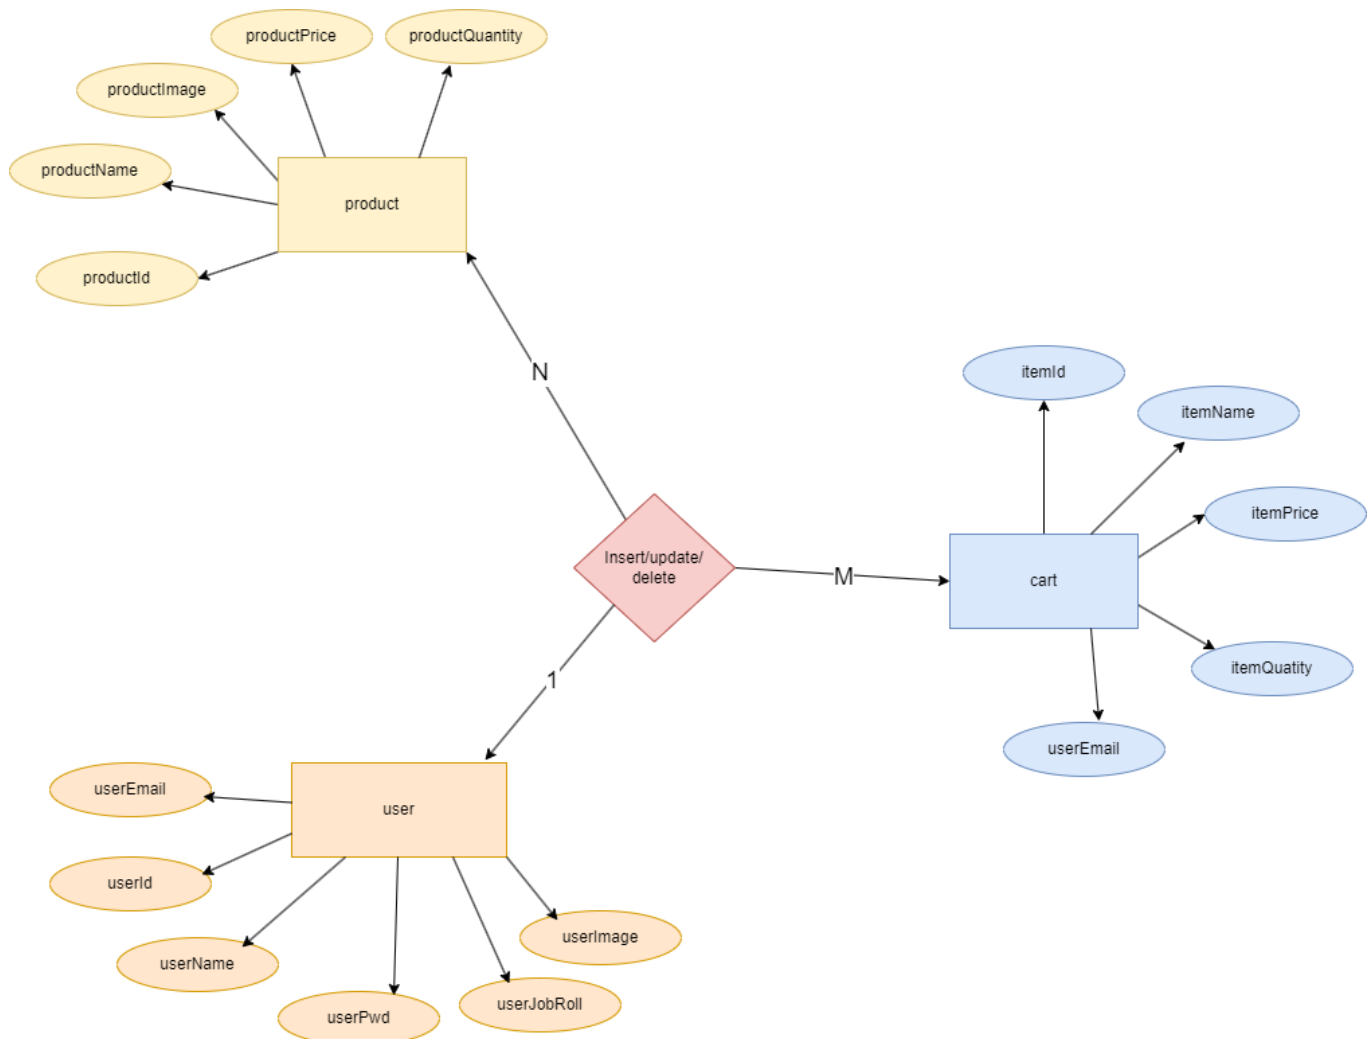 productPrice
productQuantity
productImage
productName
product
productId
N
itemId
itemName
itemPrice
Insert/update/
delete
M
cart
itemQuatity
1
userEmail
userEmail
user
userId
userImage
userName
userJobRoll
userPwd